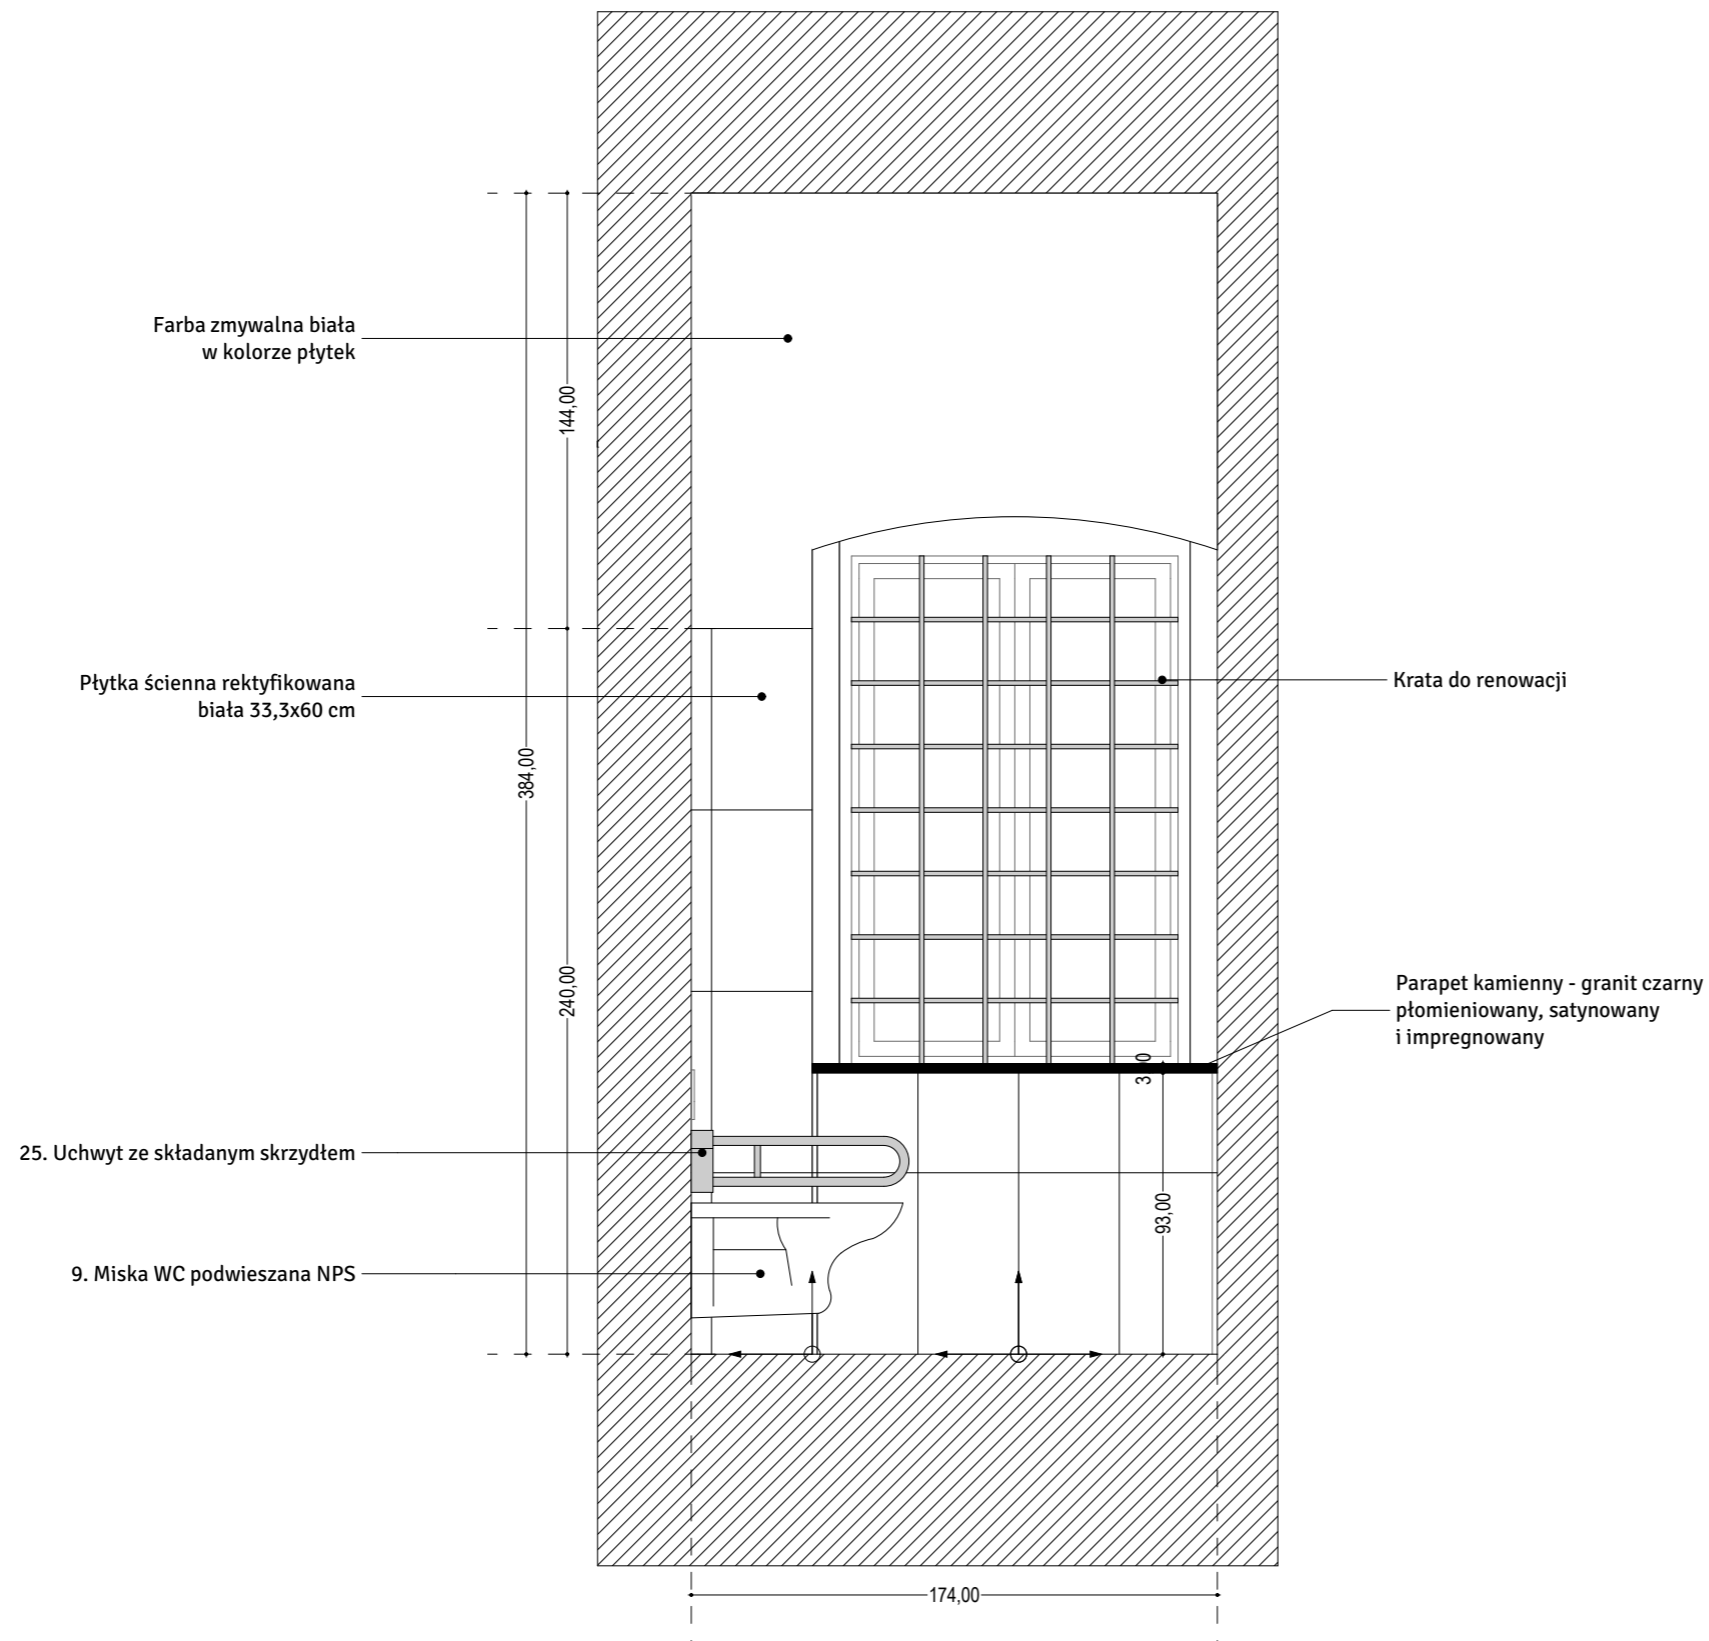 Farba zmywalna biała
w kolorze płytek
144,00
Płytka ścienna rektyfikowana
biała 33,3x60 cm
Krata do renowacji
384,00
240,00
Parapet kamienny - granit czarny
płomieniowany, satynowany
i impregnowany
25. Uchwyt ze składanym skrzydłem
93,00
9. Miska WC podwieszana NPS
174,00